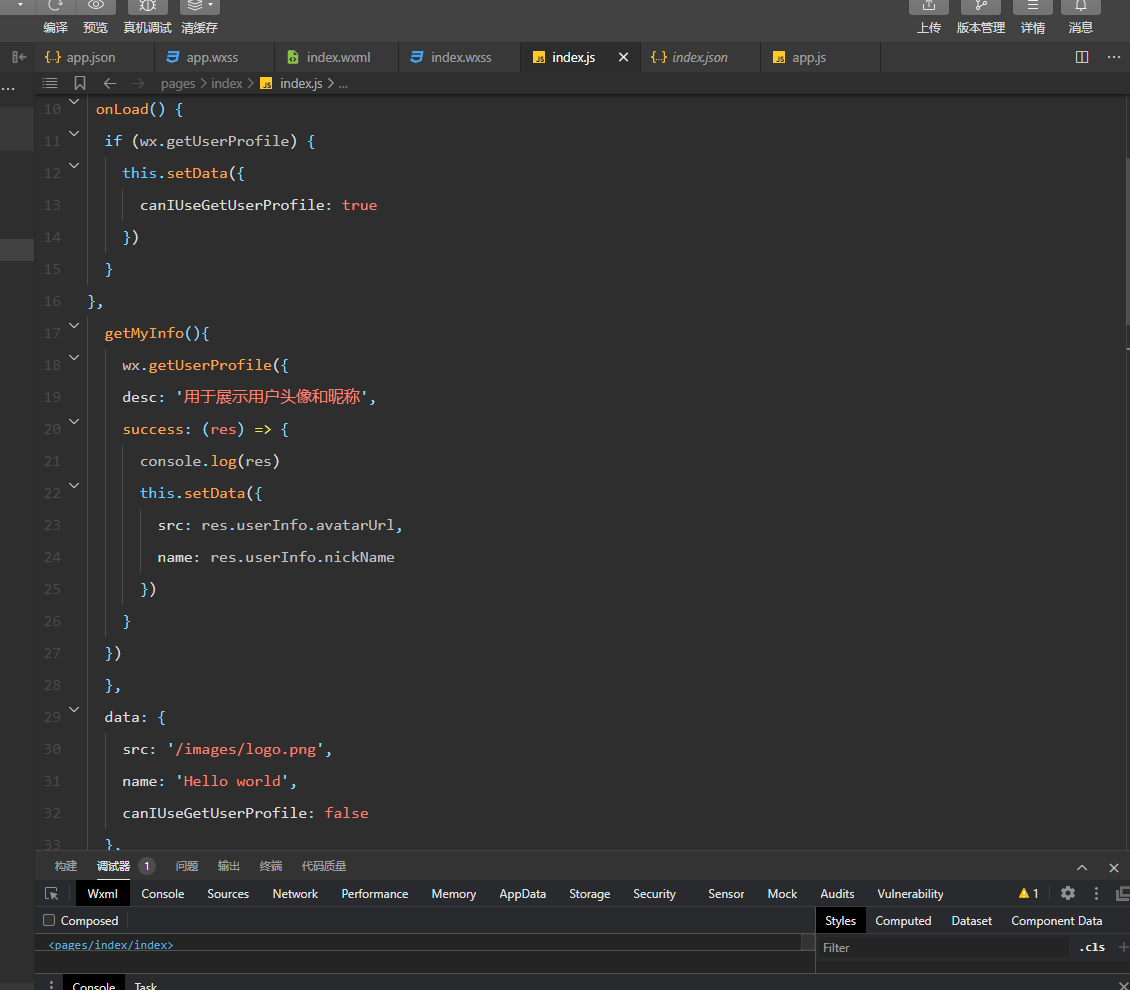 编译 预览 真机调试 清缓存 上传 版本管理 详情 消息
{.} app.json app.wxss index.wxml index.wxss JS index.js × {.} index.json JS app.js ...
... pages > index > JS index.js > ...
10 onLoad() {
11 if (wx.getUserProfile) {
12 this.setData({
13 canIUseGetUserProfile: true
14 })
15 }
16 },
17 getMyInfo(){
18 wx.getUserProfile({
19 desc: '用于展示用户头像和昵称',
20 success: (res) => {
21 console.log(res)
22 this.setData({
23 src: res.userInfo.avatarUrl,
24 name: res.userInfo.nickName
25 })
26 }
27 })
28 },
29 data: {
30 src: '/images/logo.png',
31 name: 'Hello world',
32 canIUseGetUserProfile: false
33 },
构建 调试器 1 问题 输出 终端 代码质量
Wxml Console Sources Network Performance Memory AppData Storage Security Sensor Mock Audits Vulnerability 1
Composed Styles Computed Dataset Component Data
<pages/index/index> Filter .cls +
Console Task